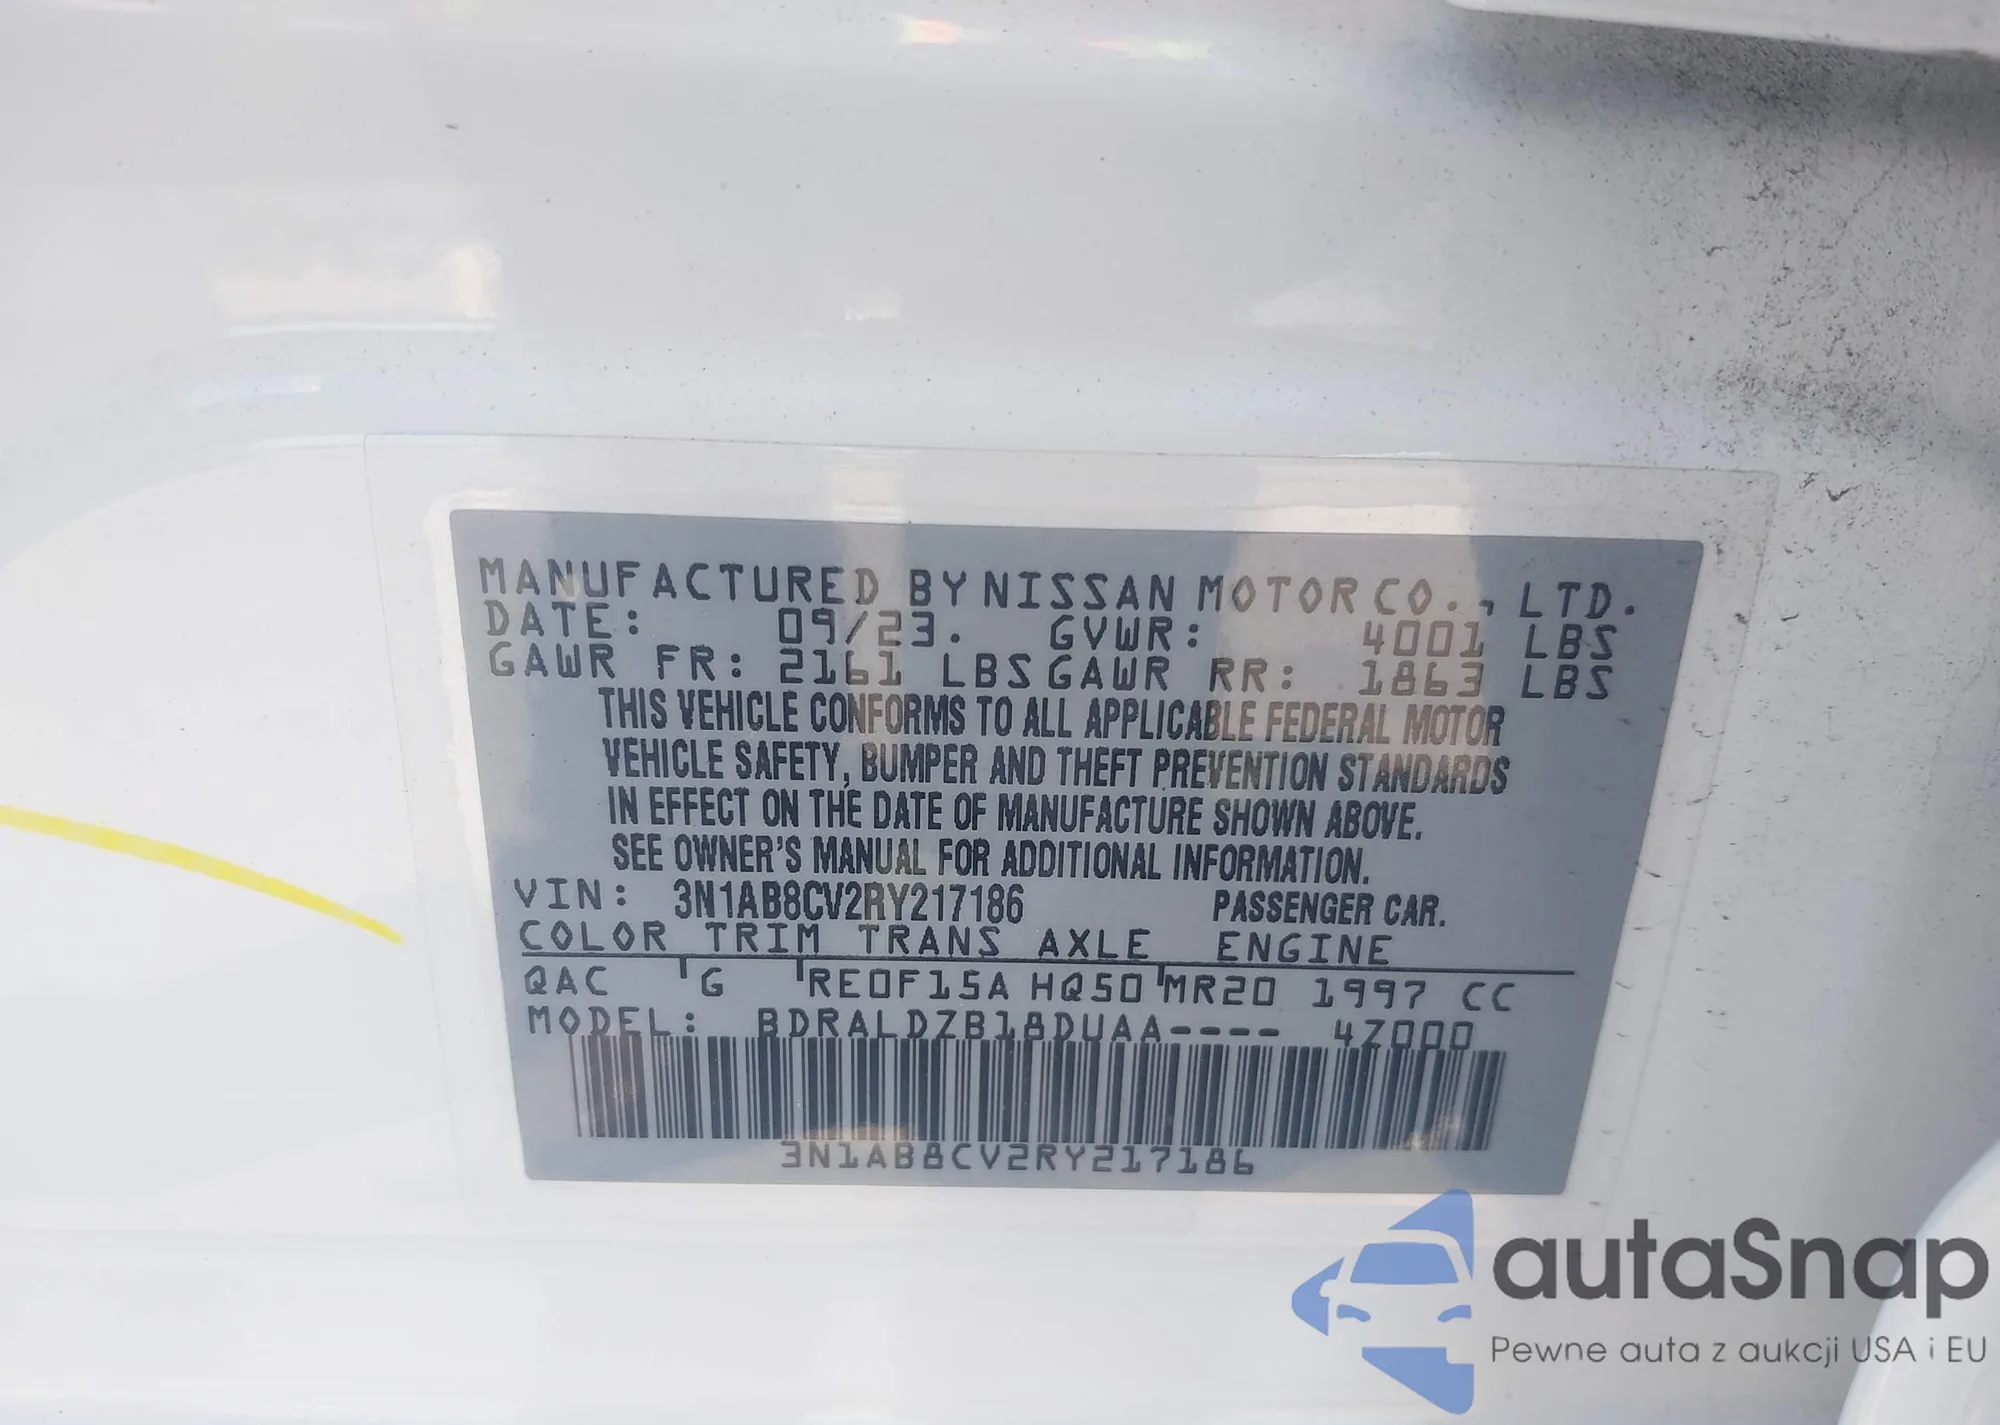 MANUFACTURED BY NISSAN MOTOR CO., LTD.
DATE: 09/23. GVWR: 4001 LBS
GAWR FR: 2161 LBS GAWR RR: 1863 LBS
THIS VEHICLE CONFORMS TO ALL APPLICABLE FEDERAL MOTOR
VEHICLE SAFETY, BUMPER AND THEFT PREVENTION STANDARDS
IN EFFECT ON THE DATE OF MANUFACTURE SHOWN ABOVE.
SEE OWNER'S MANUAL FOR ADDITIONAL INFORMATION.
VIN: 3N1AB8CV2RY217186 PASSENGER CAR.
COLOR TRIM TRANS AXLE ENGINE
QAC G RE0F15A HQ50 MR20 1997 CC
MODEL: BDRALDZB18DUAA---- 4Z000
3N1AB8CV2RY217186
autaSnap
Pewne auta z aukcji USA i EU